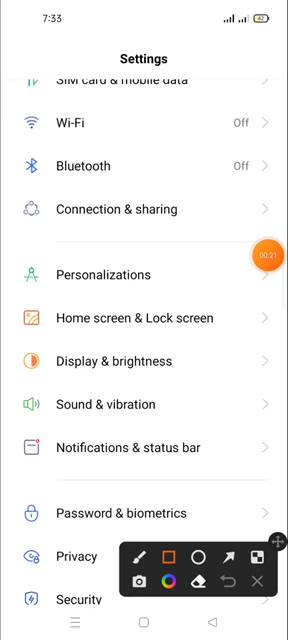 7:33
42
Settings
SIM card & mobile data
Wi-Fi Off
Bluetooth Off
Connection & sharing
00:21
Personalizations
Home screen & Lock screen
Display & brightness
Sound & vibration
Notifications & status bar
Password & biometrics
Privacy
Security